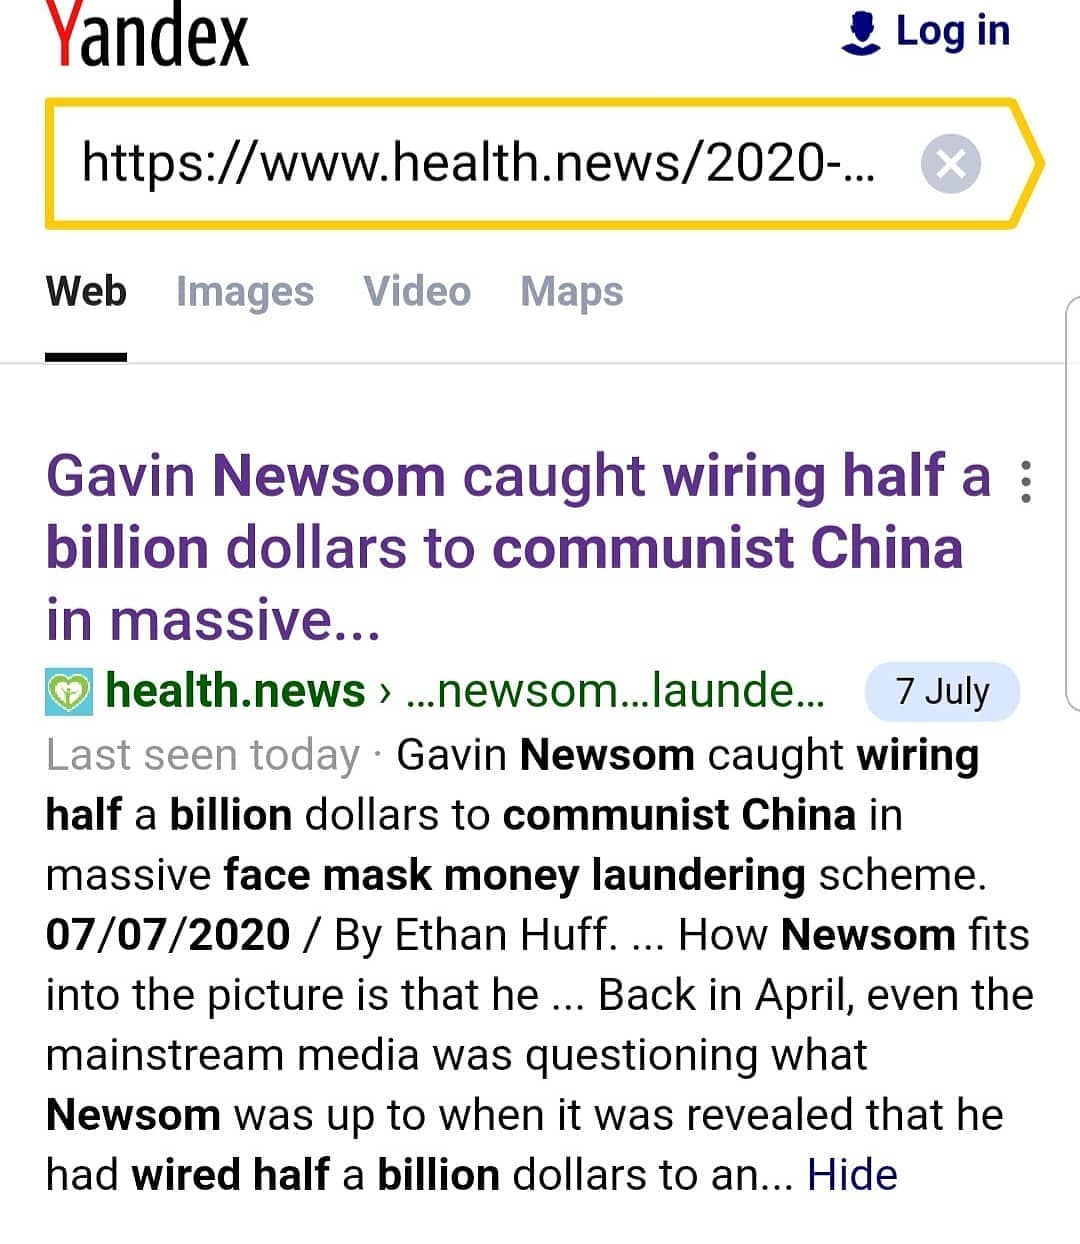 Yandex
Log in
https://www.health.news/2020-...
Web Images Video Maps
Gavin Newsom caught wiring half a
billion dollars to communist China
in massive...
health.news › ...newsom...launde... 7 July
Last seen today · Gavin Newsom caught wiring
half a billion dollars to communist China in
massive face mask money laundering scheme.
07/07/2020 / By Ethan Huff. ... How Newsom fits
into the picture is that he ... Back in April, even the
mainstream media was questioning what
Newsom was up to when it was revealed that he
had wired half a billion dollars to an... Hide